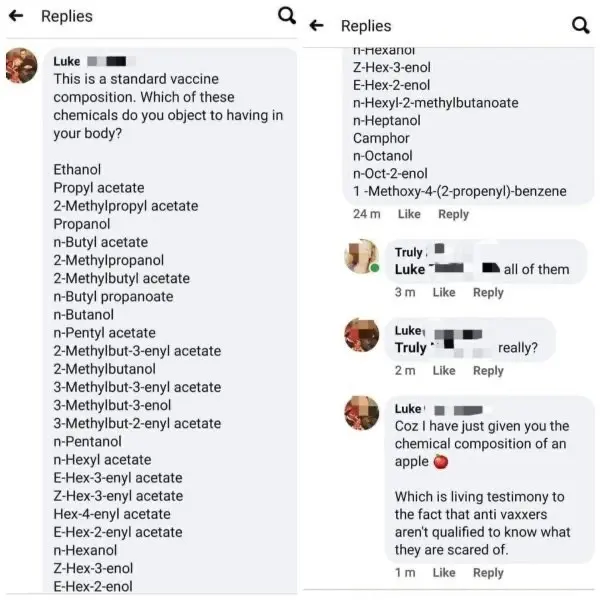 Replies
Luke
This is a standard vaccine
composition. Which of these
chemicals do you object to having in
your body?
Ethanol
Propyl acetate
2-Methylpropyl acetate
Propanol
n-Butyl acetate
2-Methylpropanol
2-Methylbutyl acetate
n-Butyl propanoate
n-Butanol
n-Pentyl acetate
2-Methylbut-3-enyl acetate
2-Methylbutanol
3-Methylbut-3-enyl acetate
3-Methylbut-3-enol
3-Methylbut-2-enyl acetate
n-Pentanol
n-Hexyl acetate
E-Hex-3-enyl acetate
Z-Hex-3-enyl acetate
Hex-4-enyl acetate
E-Hex-2-enyl acetate
n-Hexanol
Z-Hex-3-enol
E-Hex-2-enol
Replies
n-Hexanol
Z-Hex-3-enol
E-Hex-2-enol
n-Hexyl-2-methylbutanoate
n-Heptanol
Camphor
n-Octanol
n-Oct-2-enol
1 -Methoxy-4-(2-propenyl)-benzene
24 m Like Reply
Truly
Luke all of them
3 m Like Reply
Luke
Truly really?
2 m Like Reply
Luke
Coz I have just given you the
chemical composition of an
apple 🍎
Which is living testimony to
the fact that anti vaxxers
aren't qualified to know what
they are scared of.
1 m Like Reply